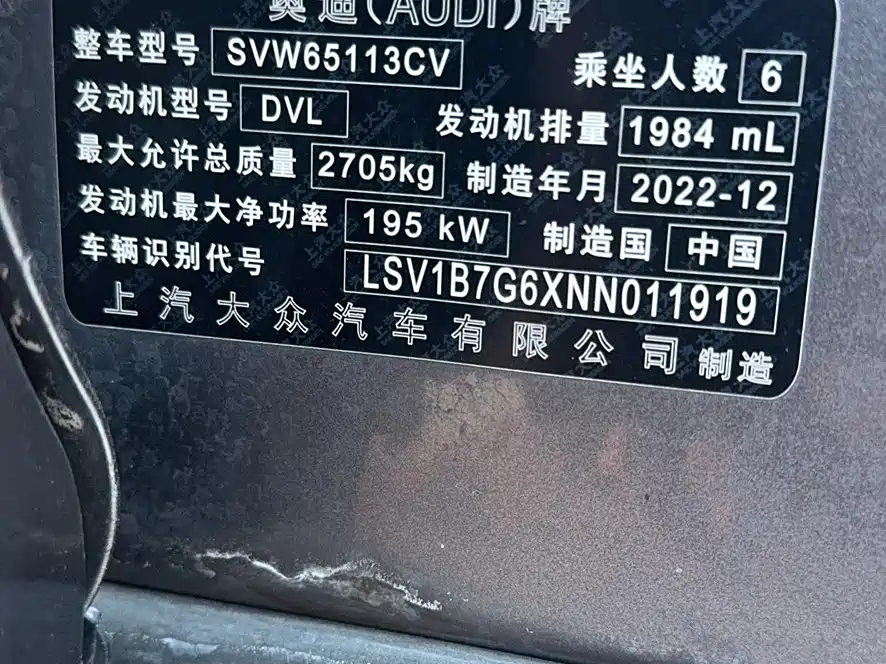 奥迪(AUDI)牌
整车型号 SVW65113CV 乘坐人数 6
发动机型号 DVL 发动机排量 1984 mL
最大允许总质量 2705kg 制造年月 2022-12
发动机最大净功率 195 kW 制造国 中国
车辆识别代号 LSV1B7G6XNN011919
上汽大众汽车有限公司 制造